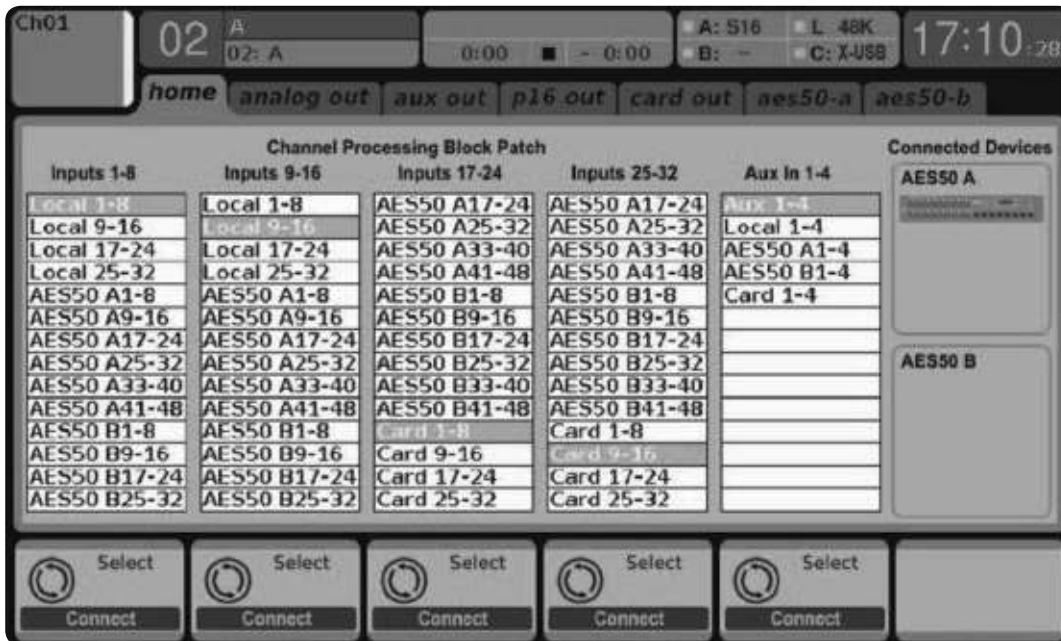 Ch01
02 A
02: A
0:00 - 0:00
A: S16 L 48K
B: - C: X-USB
17:10:28
home analog out aux out p16 out card out aes50-a aes50-b
Channel Processing Block Patch
Connected Devices
Inputs 1-8 Inputs 9-16 Inputs 17-24 Inputs 25-32 Aux In 1-4
AES50 A
Local 1-8 Local 1-8 AES50 A17-24 AES50 A17-24 Aux 1-4
Local 9-16 Local 9-16 AES50 A25-32 AES50 A25-32 Local 1-4
Local 17-24 Local 17-24 AES50 A33-40 AES50 A33-40 AES50 A1-4
Local 25-32 Local 25-32 AES50 A41-48 AES50 A41-48 AES50 B1-4
AES50 A1-8 AES50 A1-8 AES50 B1-8 AES50 B1-8 Card 1-4
AES50 A9-16 AES50 A9-16 AES50 B9-16 AES50 B9-16
AES50 A17-24 AES50 A17-24 AES50 B17-24 AES50 B17-24
AES50 A25-32 AES50 A25-32 AES50 B25-32 AES50 B25-32
AES50 B
AES50 A33-40 AES50 A33-40 AES50 B33-40 AES50 B33-40
AES50 A41-48 AES50 A41-48 AES50 B41-48 AES50 B41-48
AES50 B1-8 AES50 B1-8 Card 1-8 Card 1-8
AES50 B9-16 AES50 B9-16 Card 9-16 Card 9-16
AES50 B17-24 AES50 B17-24 Card 17-24 Card 17-24
AES50 B25-32 AES50 B25-32 Card 25-32 Card 25-32
Select Select Select Select Select
Connect Connect Connect Connect Connect